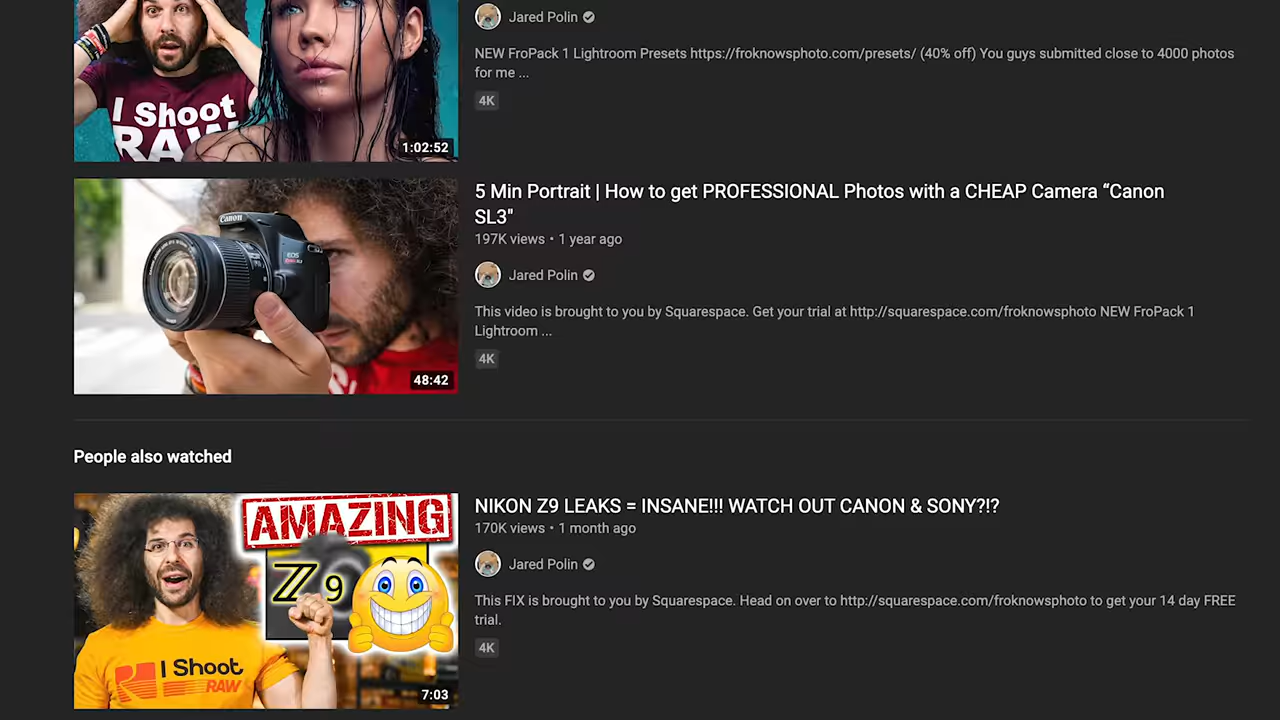 Jared Polin
NEW FroPack 1 Lightroom Presets https://froknowsphoto.com/presets/ (40% off) You guys submitted close to 4000 photos
for me ...
4K
I Shoot
RAW
1:02:52
5 Min Portrait | How to get PROFESSIONAL Photos with a CHEAP Camera “Canon
SL3"
197K views • 1 year ago
Jared Polin
This video is brought to you by Squarespace. Get your trial at http://squarespace.com/froknowsphoto NEW FroPack 1
Lightroom ...
4K
Canon
EOS
48:42
People also watched
NIKON Z9 LEAKS = INSANE!!! WATCH OUT CANON & SONY?!?
170K views • 1 month ago
Jared Polin
This FIX is brought to you by Squarespace. Head on over to http://squarespace.com/froknowsphoto to get your 14 day FREE
trial.
4K
AMAZING
Z 9
I Shoot
RAW
7:03